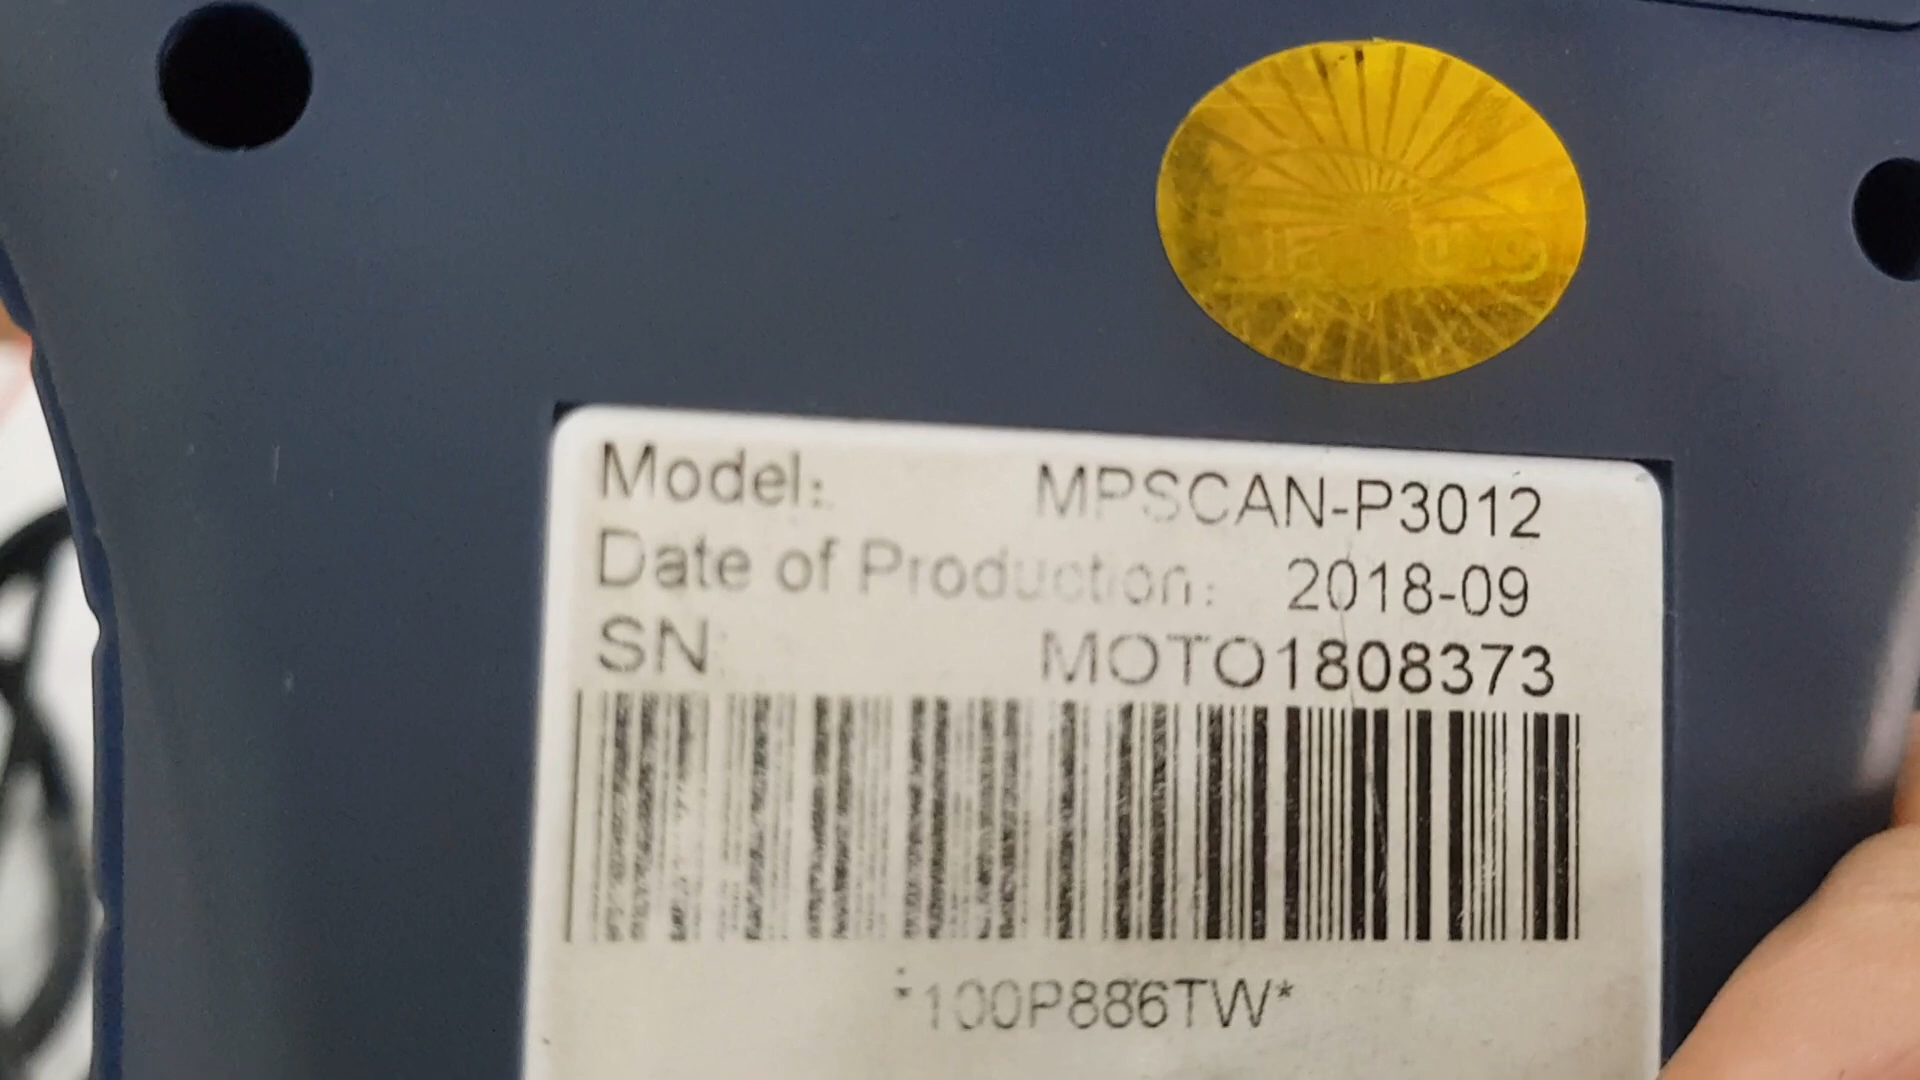 Model: MPSCAN-P3012
Date of Production: 2018-09
SN: MOTO1808373
*100P886TW*